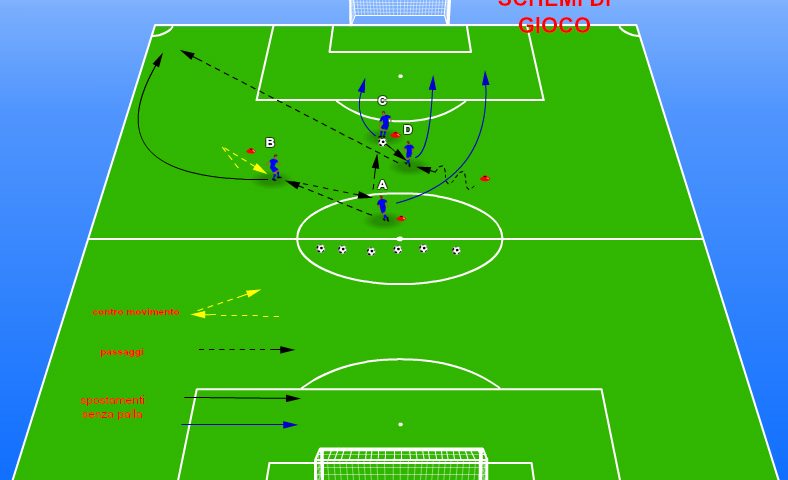 SCHEMI DI
GIOCO
C
D
B
A
contro movimento
passaggi
spostamenti
senza palla